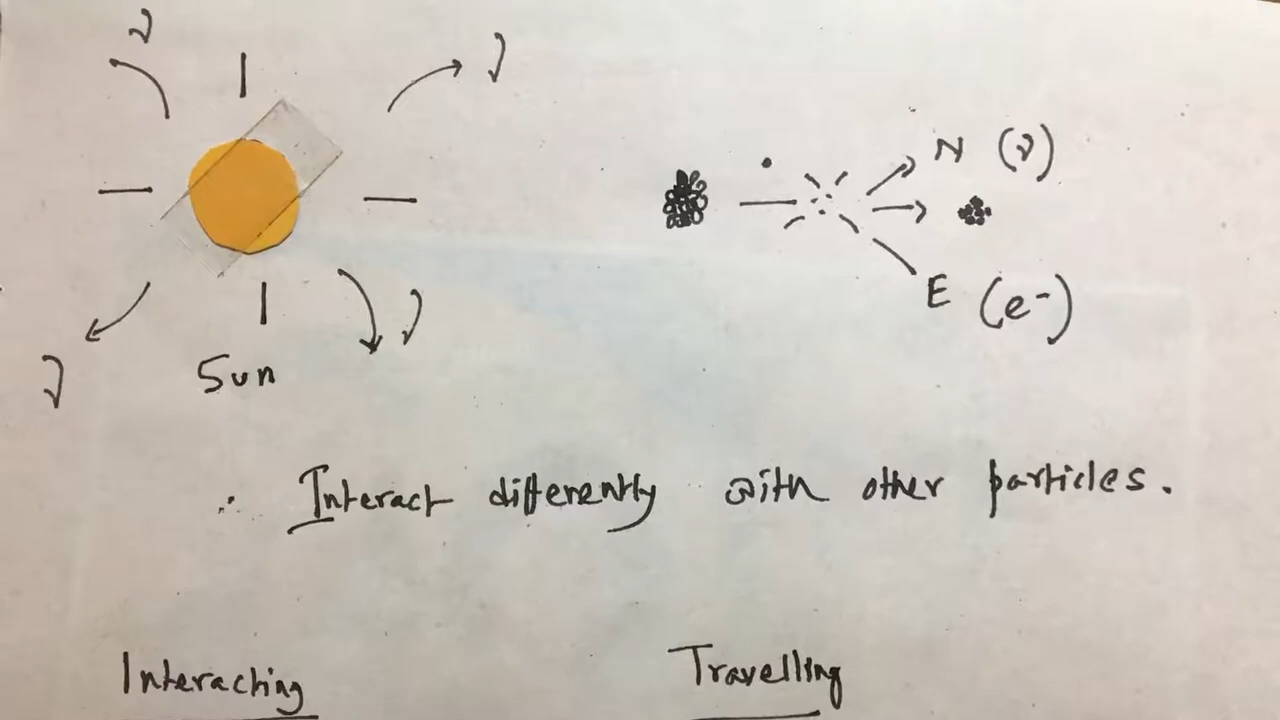 ν
ν
N (ν)
E (e-)
ν
ν
Sun
∴ Interact differently with other particles.
Interacting
Travelling